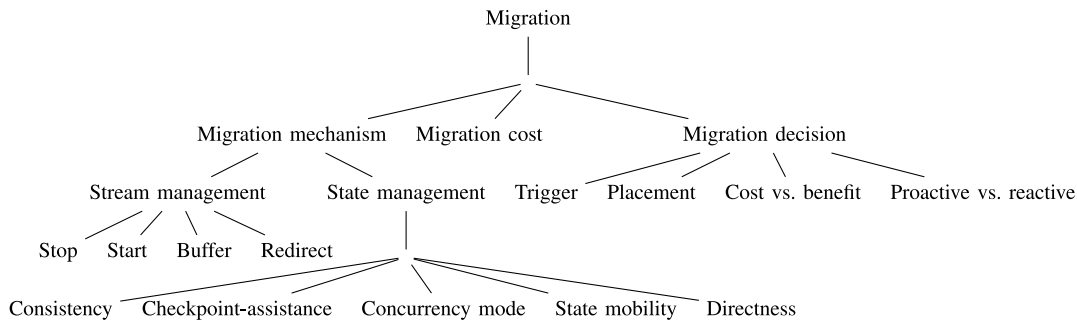 Migration
Migration mechanism Migration cost Migration decision
Stream management State management Trigger Placement Cost vs. benefit Proactive vs. reactive
Stop Start Buffer Redirect
Consistency Checkpoint-assistance Concurrency mode State mobility Directness